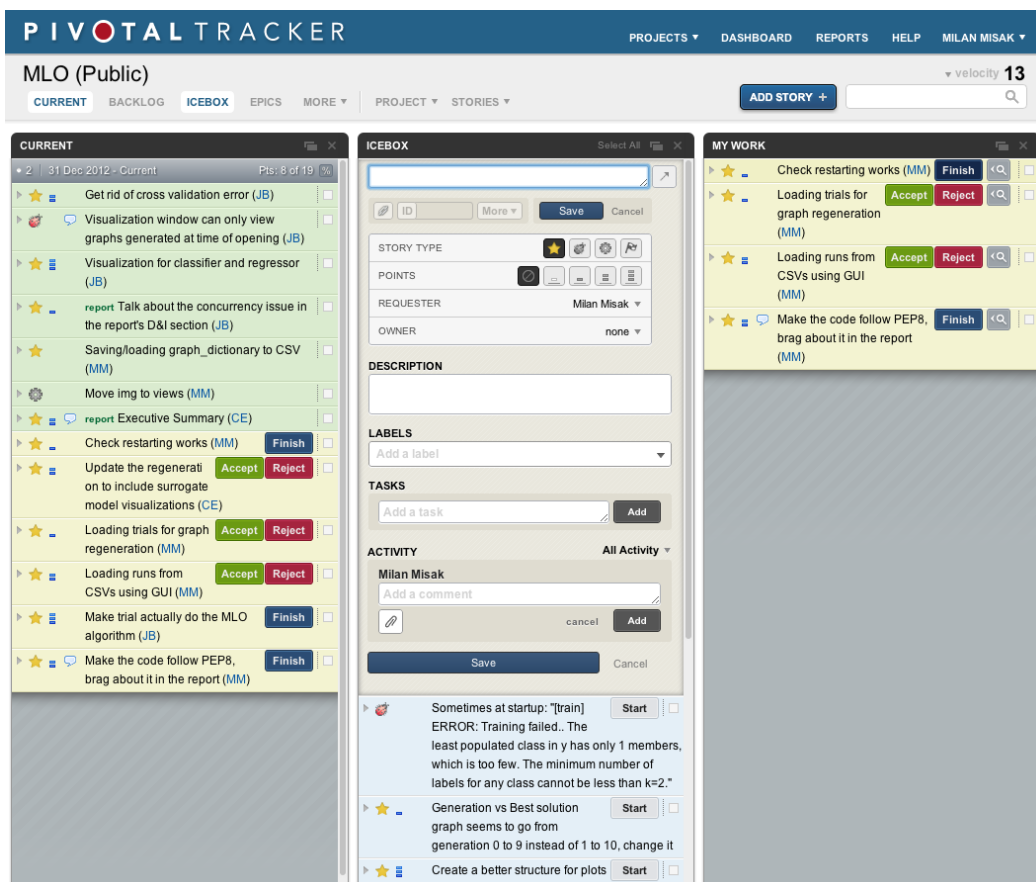 PIVOTAL TRACKER
PROJECTS DASHBOARD REPORTS HELP MILAN MISAK
MLO (Public)
velocity 13
CURRENT BACKLOG ICEBOX EPICS MORE PROJECT STORIES
ADD STORY +
CURRENT
2 31 Dec 2012 - Current Pts: 8 of 19 %
Get rid of cross validation error (JB)
Visualization window can only view
graphs generated at time of opening (JB)
Visualization for classifier and regressor
(JB)
report Talk about the concurrency issue in
the report's D&I section (JB)
Saving/loading graph_dictionary to CSV
(MM)
Move img to views (MM)
report Executive Summary (CE)
Check restarting works (MM) Finish
Update the regenerati Accept Reject
on to include surrogate
model visualizations (CE)
Loading trials for graph Accept Reject
regeneration (MM)
Loading runs from Accept Reject
CSVs using GUI (MM)
Make trial actually do the MLO Finish
algorithm (JB)
Make the code follow PEP8, Finish
brag about it in the report (MM)
ICEBOX Select All
ID More Save Cancel
STORY TYPE
POINTS
REQUESTER Milan Misak
OWNER none
DESCRIPTION
LABELS
Add a label
TASKS
Add a task Add
ACTIVITY All Activity
Milan Misak
Add a comment
cancel Add
Save Cancel
Sometimes at startup: "[train] Start
ERROR: Training failed.. The
least populated class in y has only 1 members,
which is too few. The minimum number of
labels for any class cannot be less than k=2."
Generation vs Best solution Start
graph seems to go from
generation 0 to 9 instead of 1 to 10, change it
Create a better structure for plots Start
MY WORK
Check restarting works (MM) Finish
Loading trials for Accept Reject
graph regeneration
(MM)
Loading runs from Accept Reject
CSVs using GUI
(MM)
Make the code follow PEP8, Finish
brag about it in the report
(MM)